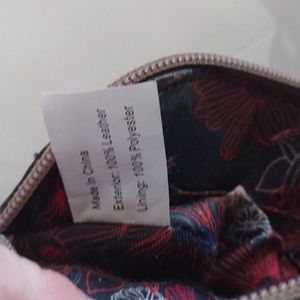 Made in China
Exterior: 100% Leather
Lining: 100% Polyester